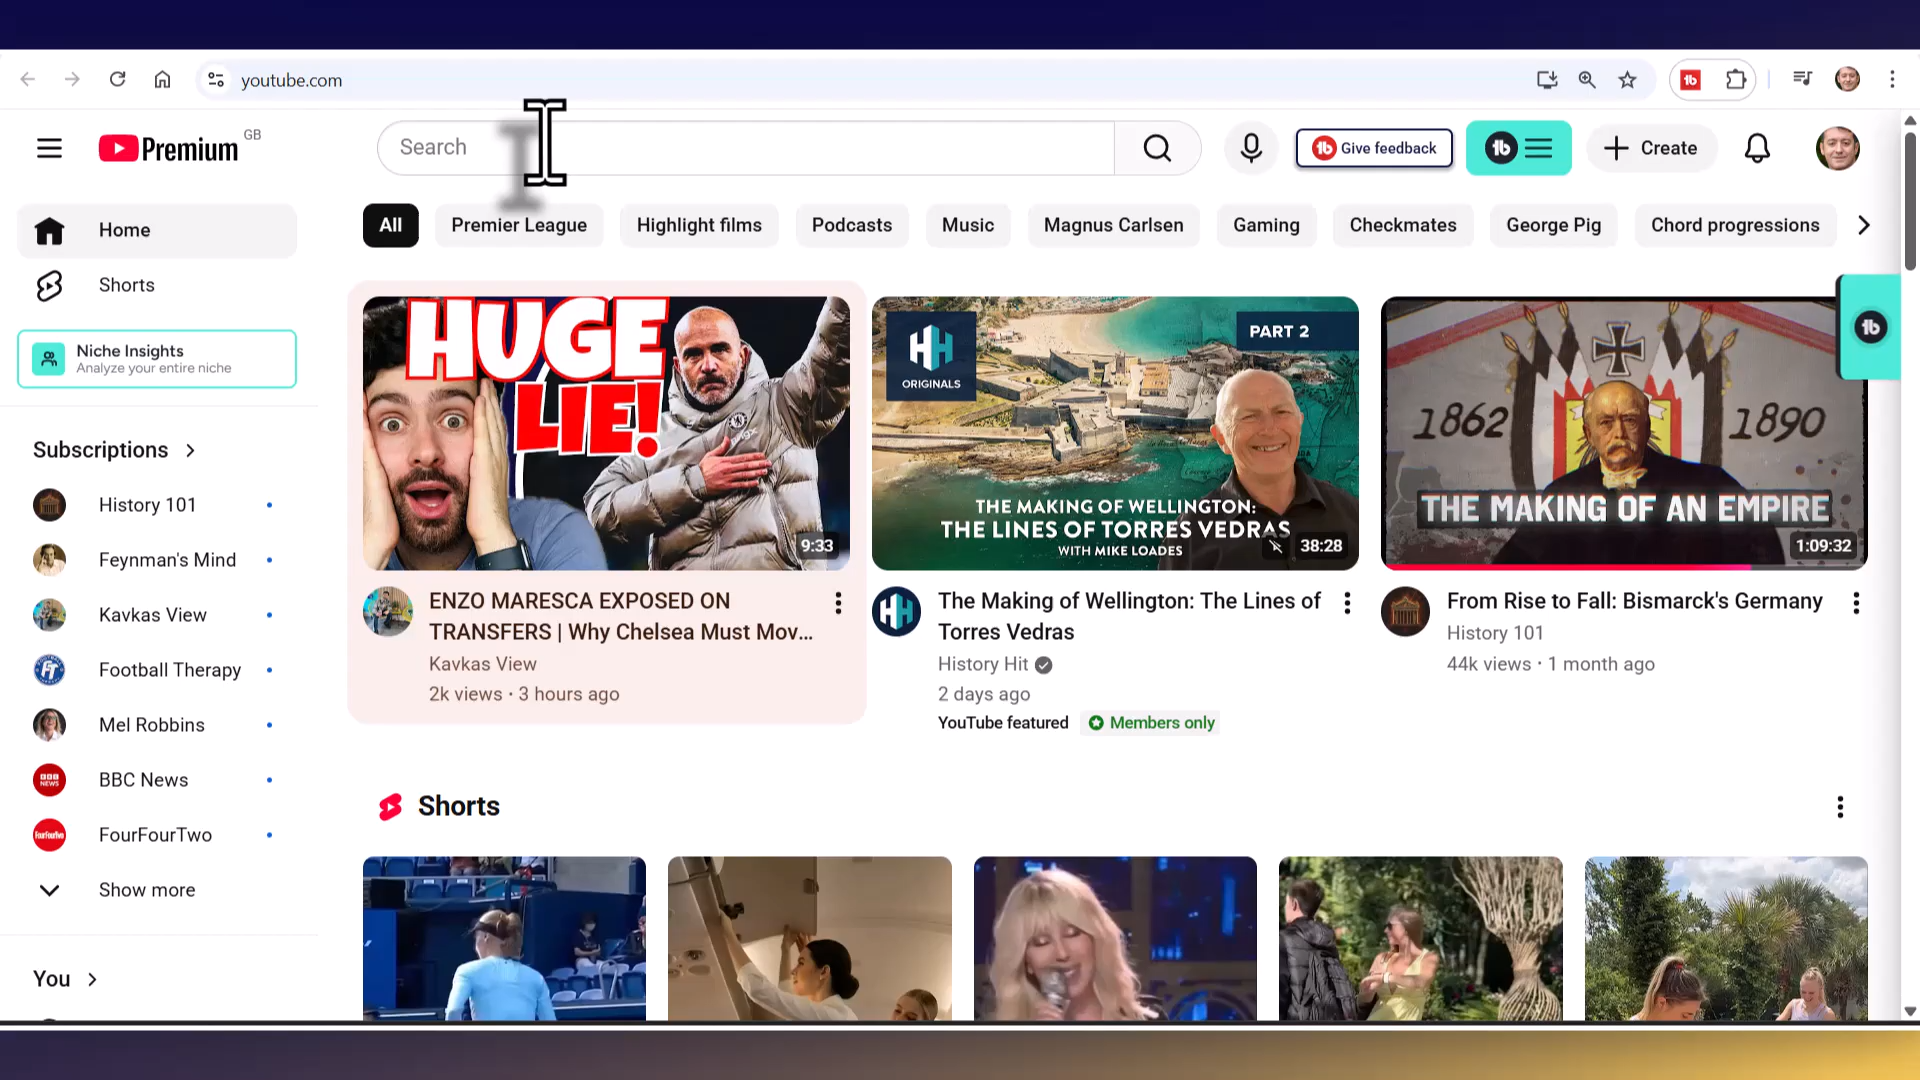 youtube.com
Premium GB
Search
Give feedback
Create
All
Premier League
Highlight films
Podcasts
Music
Magnus Carlsen
Gaming
Checkmates
George Pig
Chord progressions
Home
Shorts
Niche Insights
Analyze your entire niche
Subscriptions
History 101
Feynman's Mind
Kavkas View
Football Therapy
Mel Robbins
BBC News
FourFourTwo
Show more
You
HUGE
LIE!
9:33
ENZO MARESCA EXPOSED ON
TRANSFERS | Why Chelsea Must Mov...
Kavkas View
2k views • 3 hours ago
ORIGINALS
PART 2
THE MAKING OF WELLINGTON:
THE LINES OF TORRES VEDRAS
WITH MIKE LOADES
38:28
The Making of Wellington: The Lines of
Torres Vedras
History Hit
2 days ago
YouTube featured
Members only
1862
1890
THE MAKING OF AN EMPIRE
1:09:32
From Rise to Fall: Bismarck's Germany
History 101
44k views • 1 month ago
Shorts